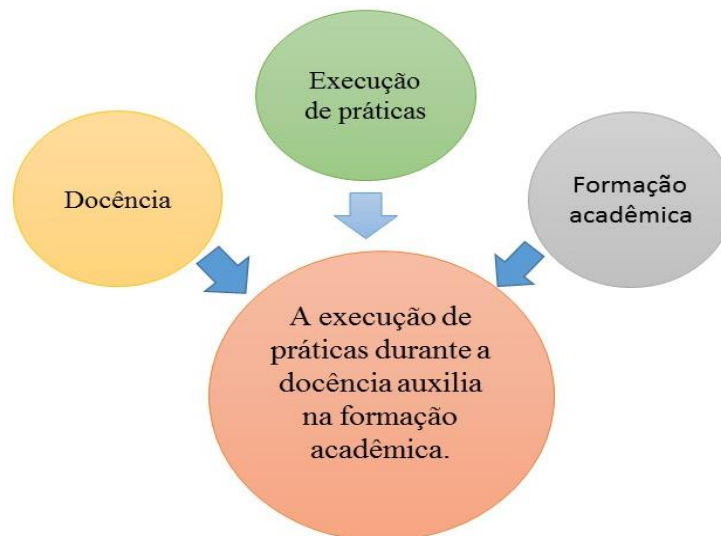 Execução
de práticas
Docência
Formação
acadêmica
A execução de
práticas durante a
docência auxilia
na formação
acadêmica.